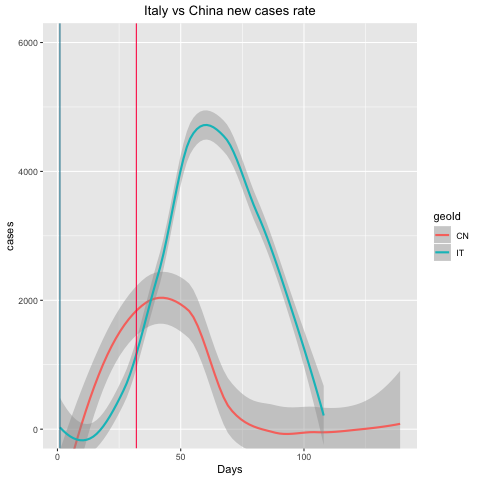 Italy vs China new cases rate
6000
4000
2000
0
cases
0
50
100
Days
geoId
CN
IT